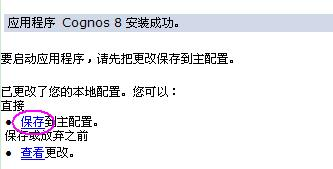 应用程序 Cognos 8 安装成功。
要启动应用程序，请先把更改保存到主配置。
已更改了您的本地配置。您可以：
直接
• 保存到主配置。
保存或放弃之前
• 查看更改。